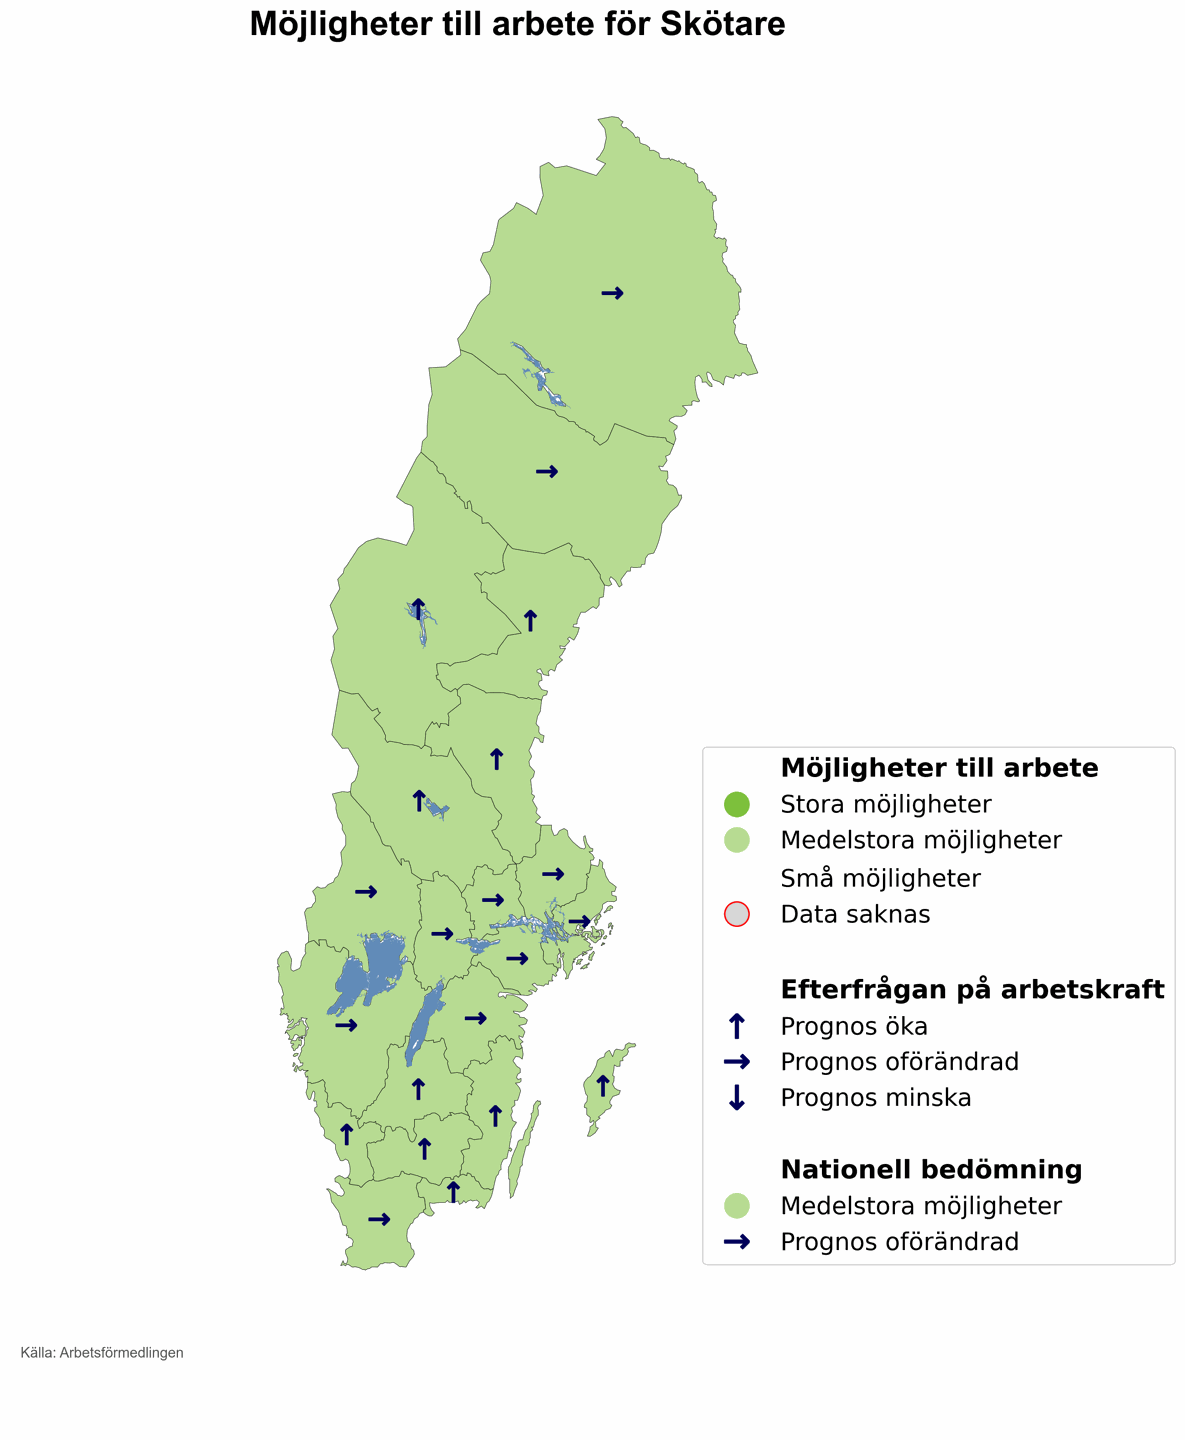 Möjligheter till arbete för Skötare
Möjligheter till arbete
Stora möjligheter
Medelstora möjligheter
Små möjligheter
Data saknas
Efterfrågan på arbetskraft
Prognos öka
Prognos oförändrad
Prognos minska
Nationell bedömning
Medelstora möjligheter
Prognos oförändrad
Källa: Arbetsförmedlingen